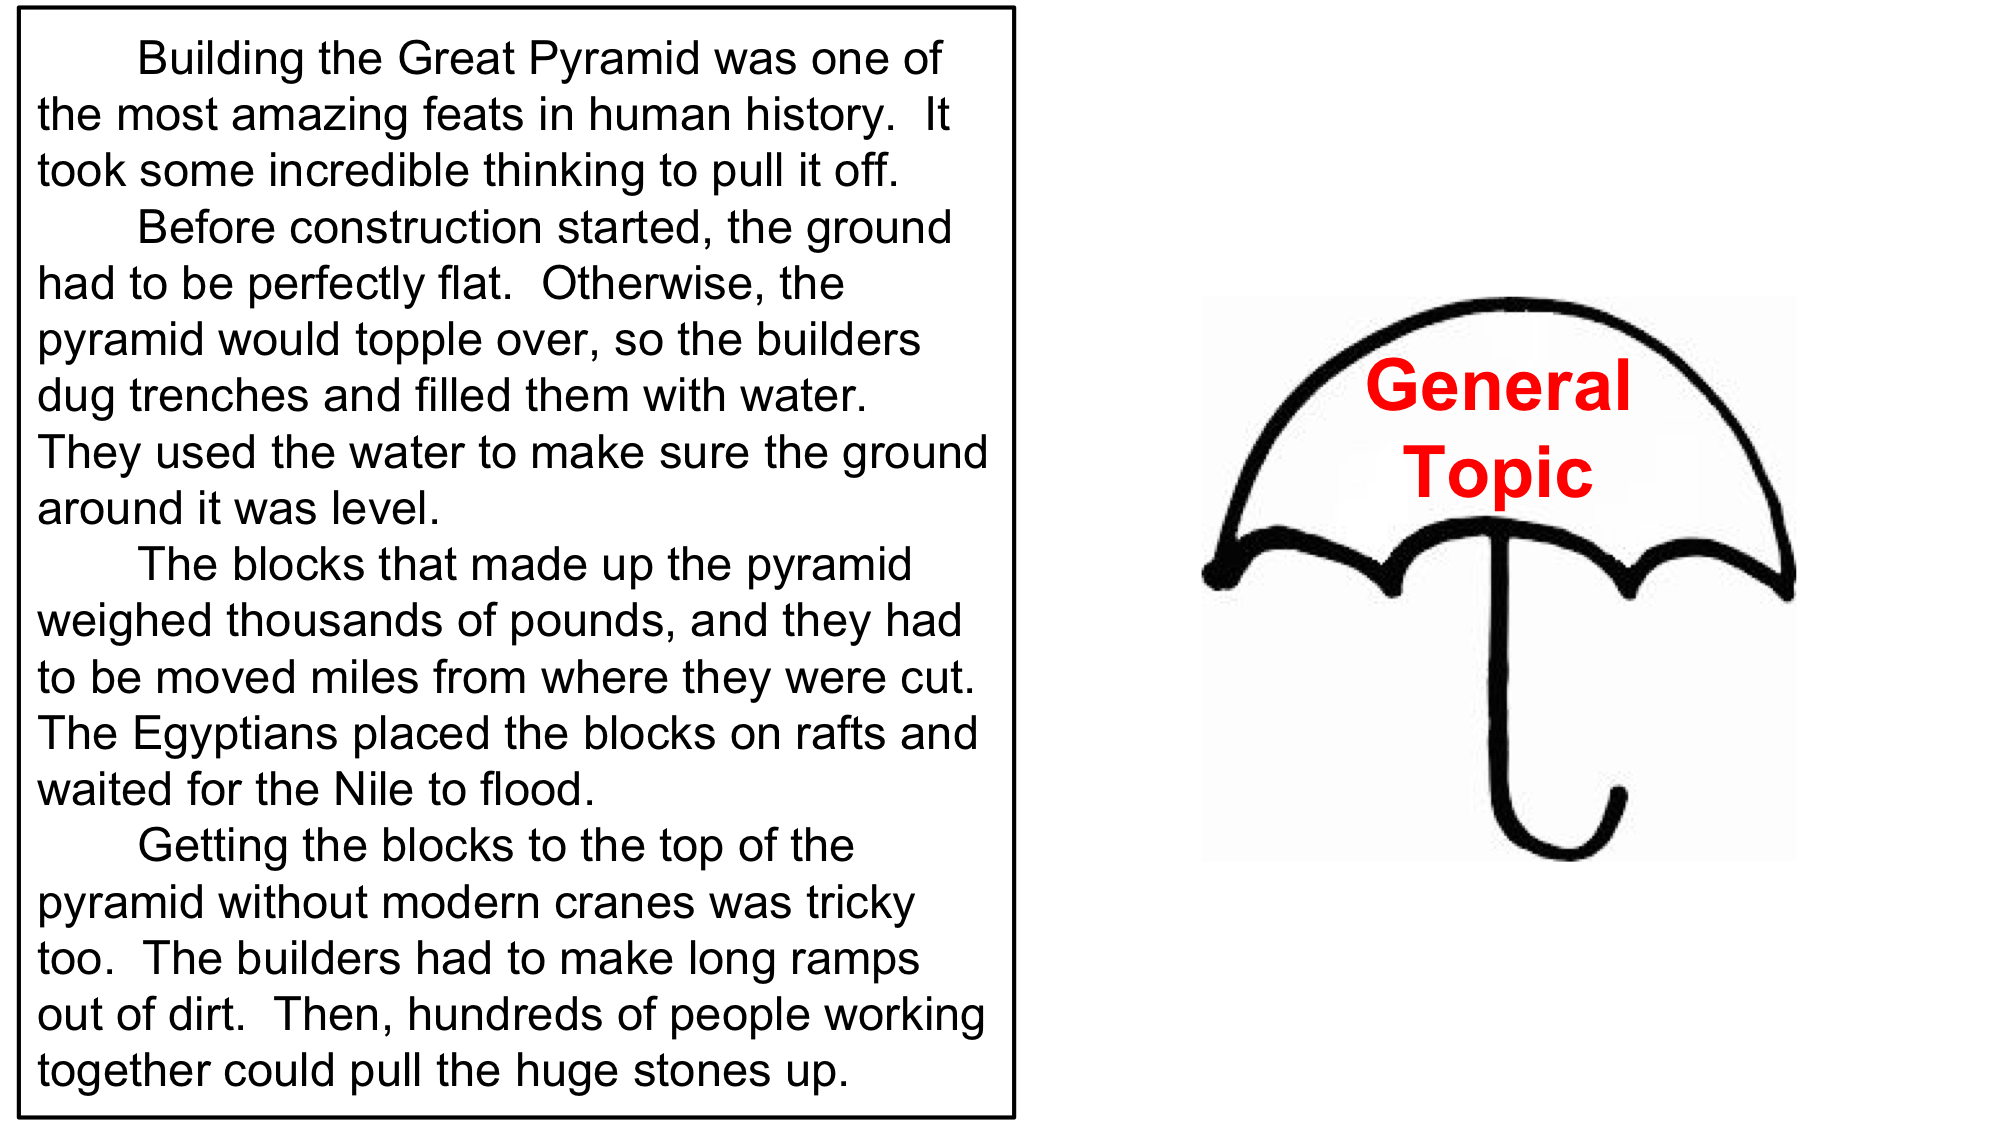 Building the Great Pyramid was one of
the most amazing feats in human history.  It
took some incredible thinking to pull it off.
Before construction started, the ground
had to be perfectly flat.  Otherwise, the
pyramid would topple over, so the builders
dug trenches and filled them with water.
They used the water to make sure the ground
around it was level.
The blocks that made up the pyramid
weighed thousands of pounds, and they had
to be moved miles from where they were cut.
The Egyptians placed the blocks on rafts and
waited for the Nile to flood.
Getting the blocks to the top of the
pyramid without modern cranes was tricky
too.  The builders had to make long ramps
out of dirt.  Then, hundreds of people working
together could pull the huge stones up.
General
Topic